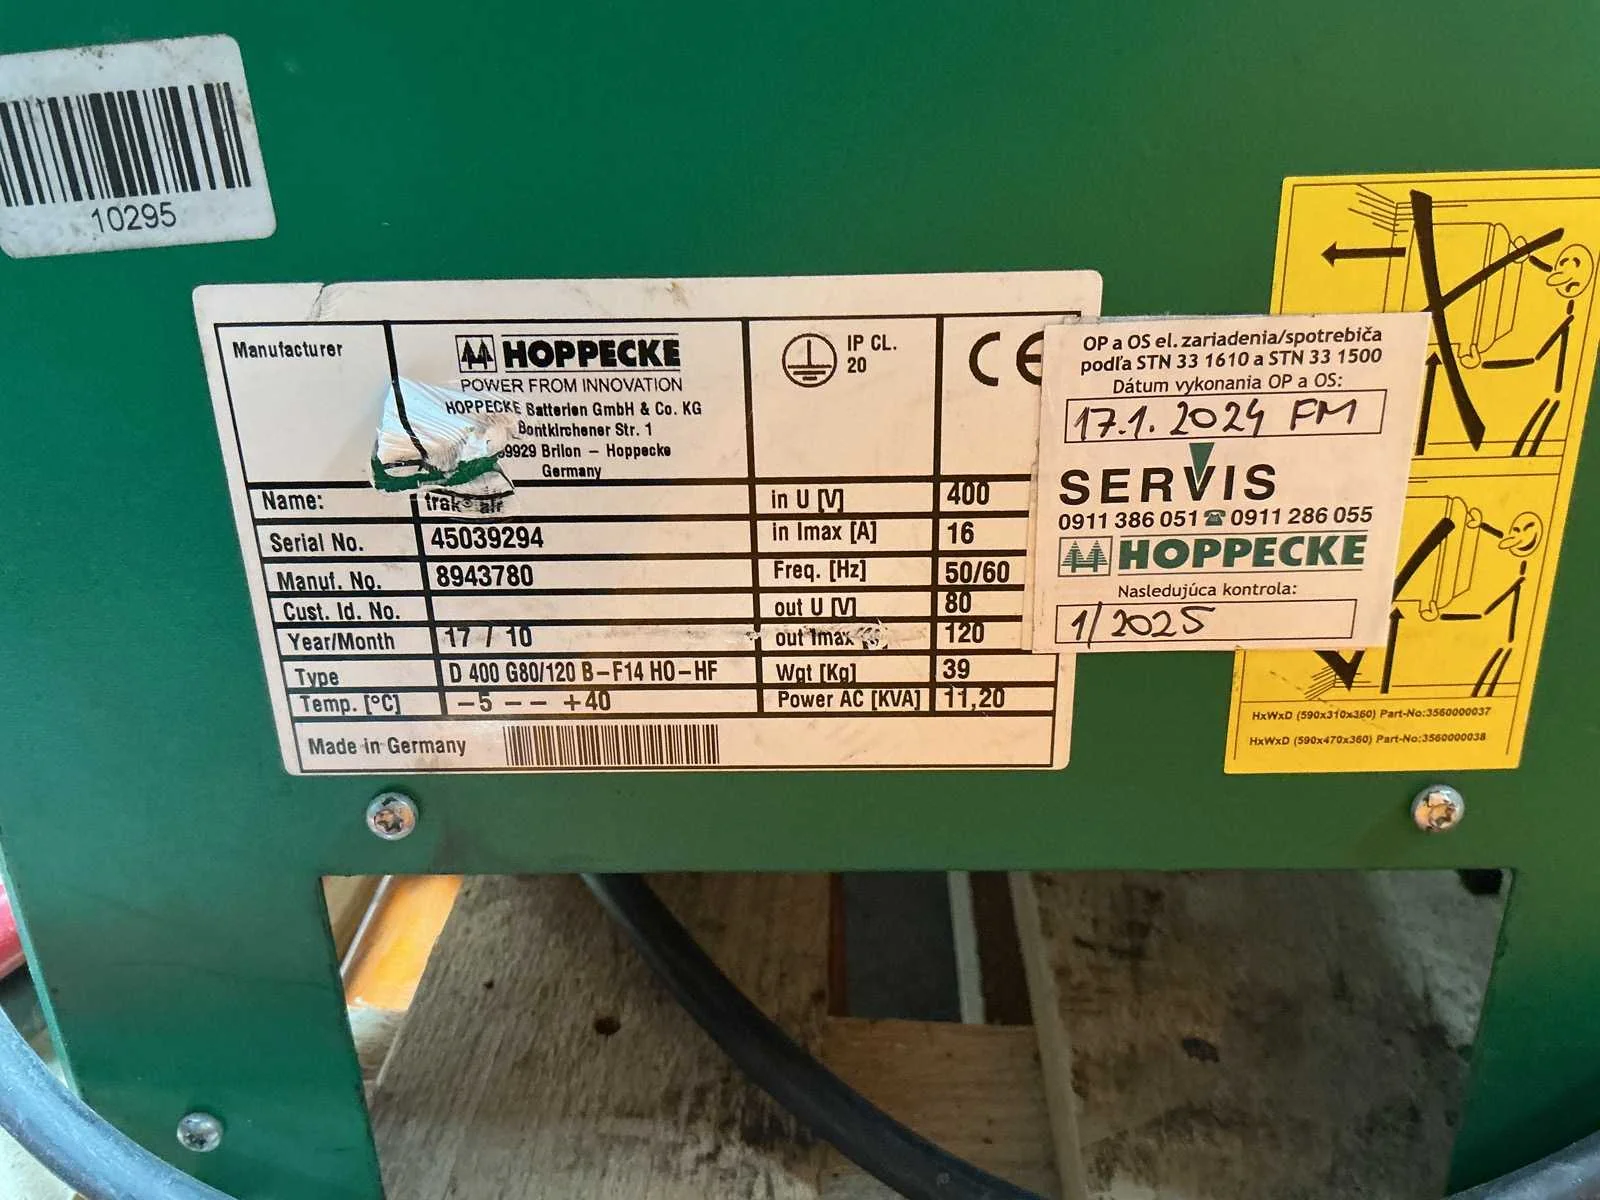 10295
Manufacturer
HOPPECKE
POWER FROM INNOVATION
HOPPECKE Batterien GmbH & Co. KG
Bontkirchener Str. 1
9929 Brilon – Hoppecke
Germany
IP CL.
20
CE
Name: trak air
in U [V] 400
Serial No. 45039294
in Imax [A] 16
Manuf. No. 8943780
Freq. [Hz] 50/60
Cust. Id. No.
out U [V] 80
Year/Month 17 / 10
out Imax 120
Type D 400 G80/120 B–F14 HO–HF
Wgt [Kg] 39
Temp. [°C] –5 –– +40
Power AC [KVA] 11,20
Made in Germany
OP a OS el. zariadenia/spotrebiča
podľa STN 33 1610 a STN 33 1500
Dátum vykonania OP a OS:
17.1.2024 FM
SERVIS
0911 386 051 ☎ 0911 286 055
HOPPECKE
Nasledujúca kontrola:
1/2025
HxWxD (590x310x360) Part-No:3560000037
HxWxD (590x470x360) Part-No:3560000038